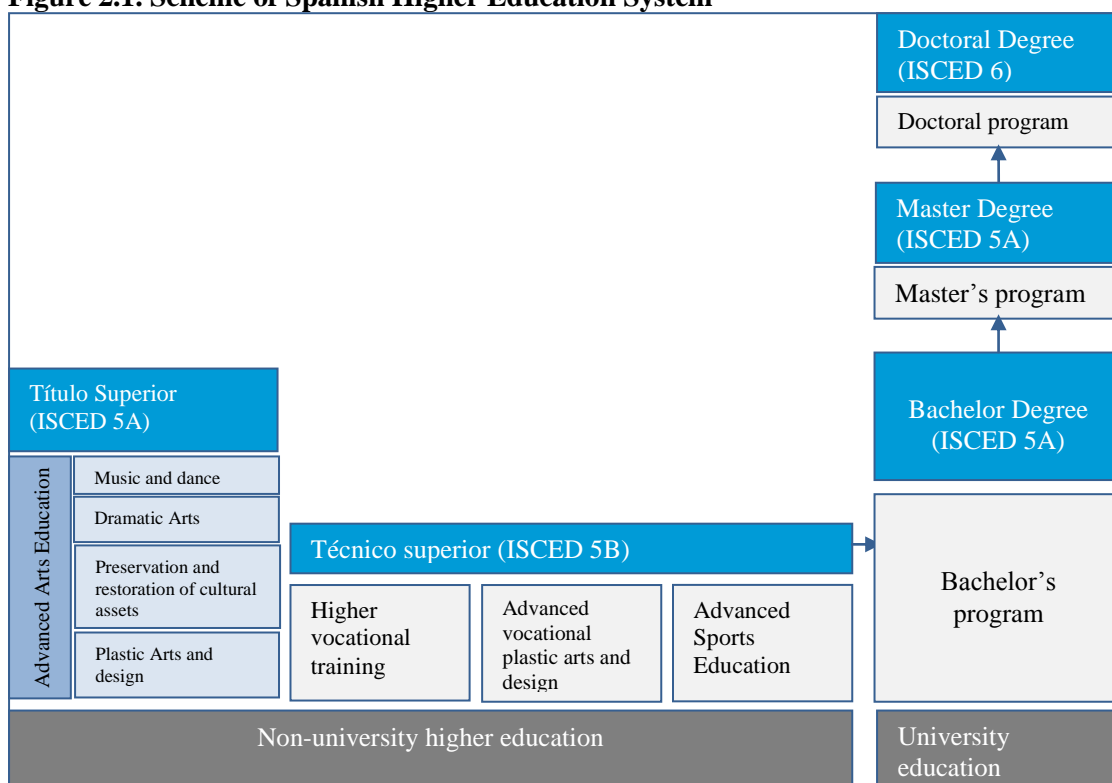 Figure 2.1. Scheme of Spanish Higher Education System
Doctoral Degree
(ISCED 6)
Doctoral program
Master Degree
(ISCED 5A)
Master’s program
Título Superior
(ISCED 5A)
Bachelor Degree
(ISCED 5A)
Advanced Arts Education
Music and dance
Dramatic Arts
Preservation and
restoration of cultural
assets
Plastic Arts and
design
Técnico superior (ISCED 5B)
Higher
vocational
training
Advanced
vocational
plastic arts and
design
Advanced
Sports
Education
Bachelor’s
program
Non-university higher education
University
education